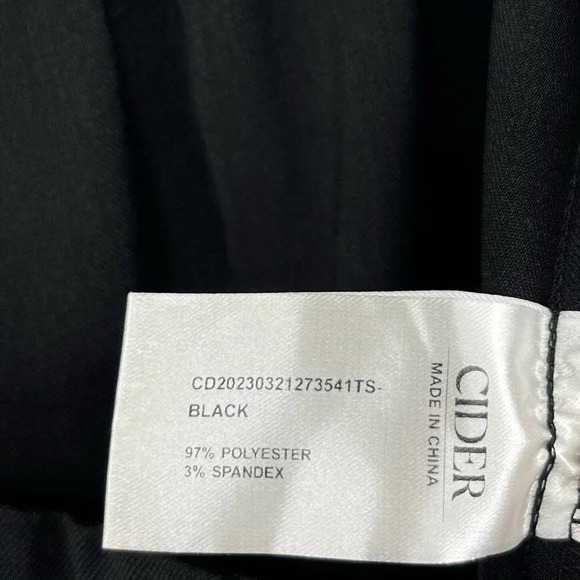 CD20230321273541TS-
BLACK
97% POLYESTER
3% SPANDEX
CIDER
MADE IN CHINA